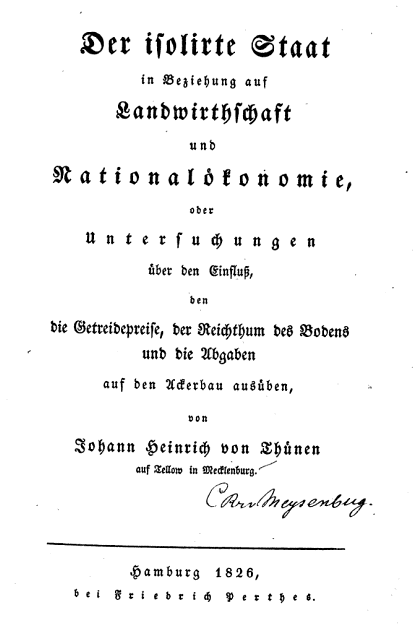 Der isolirte Staat
in Beziehung auf
Landwirthschaft
und
Nationalökonomie,
oder
Untersuchungen
über den Einfluß,
den
die Getreidepreise, der Reichthum des Bodens
und die Abgaben
auf den Ackerbau ausüben,
von
Johann Heinrich von Thünen
auf Tellow in Mecklenburg.
Meysenbug.
Hamburg 1826,
bei Friedrich Perthes.